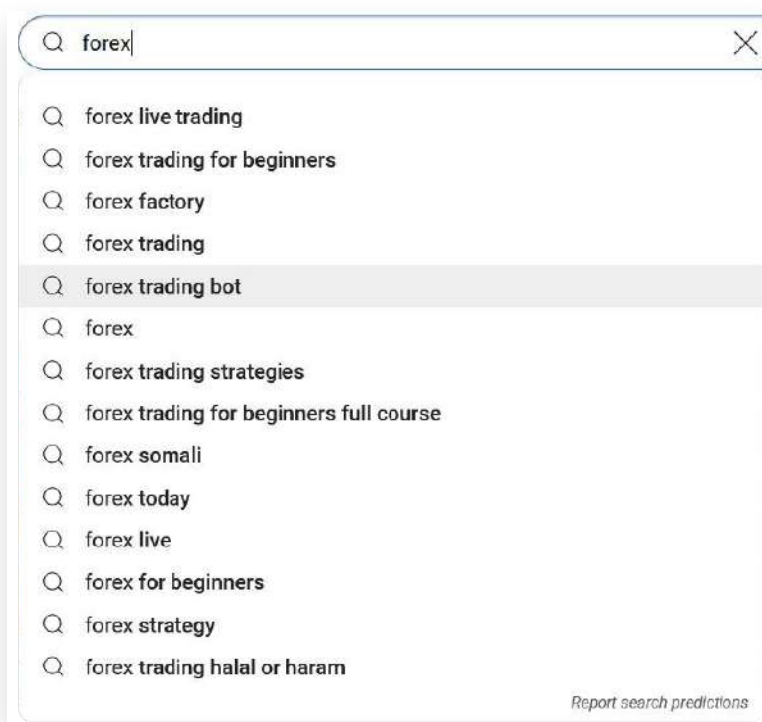 forex
forex live trading
forex trading for beginners
forex factory
forex trading
forex trading bot
forex
forex trading strategies
forex trading for beginners full course
forex somali
forex today
forex live
forex for beginners
forex strategy
forex trading halal or haram
Report search predictions